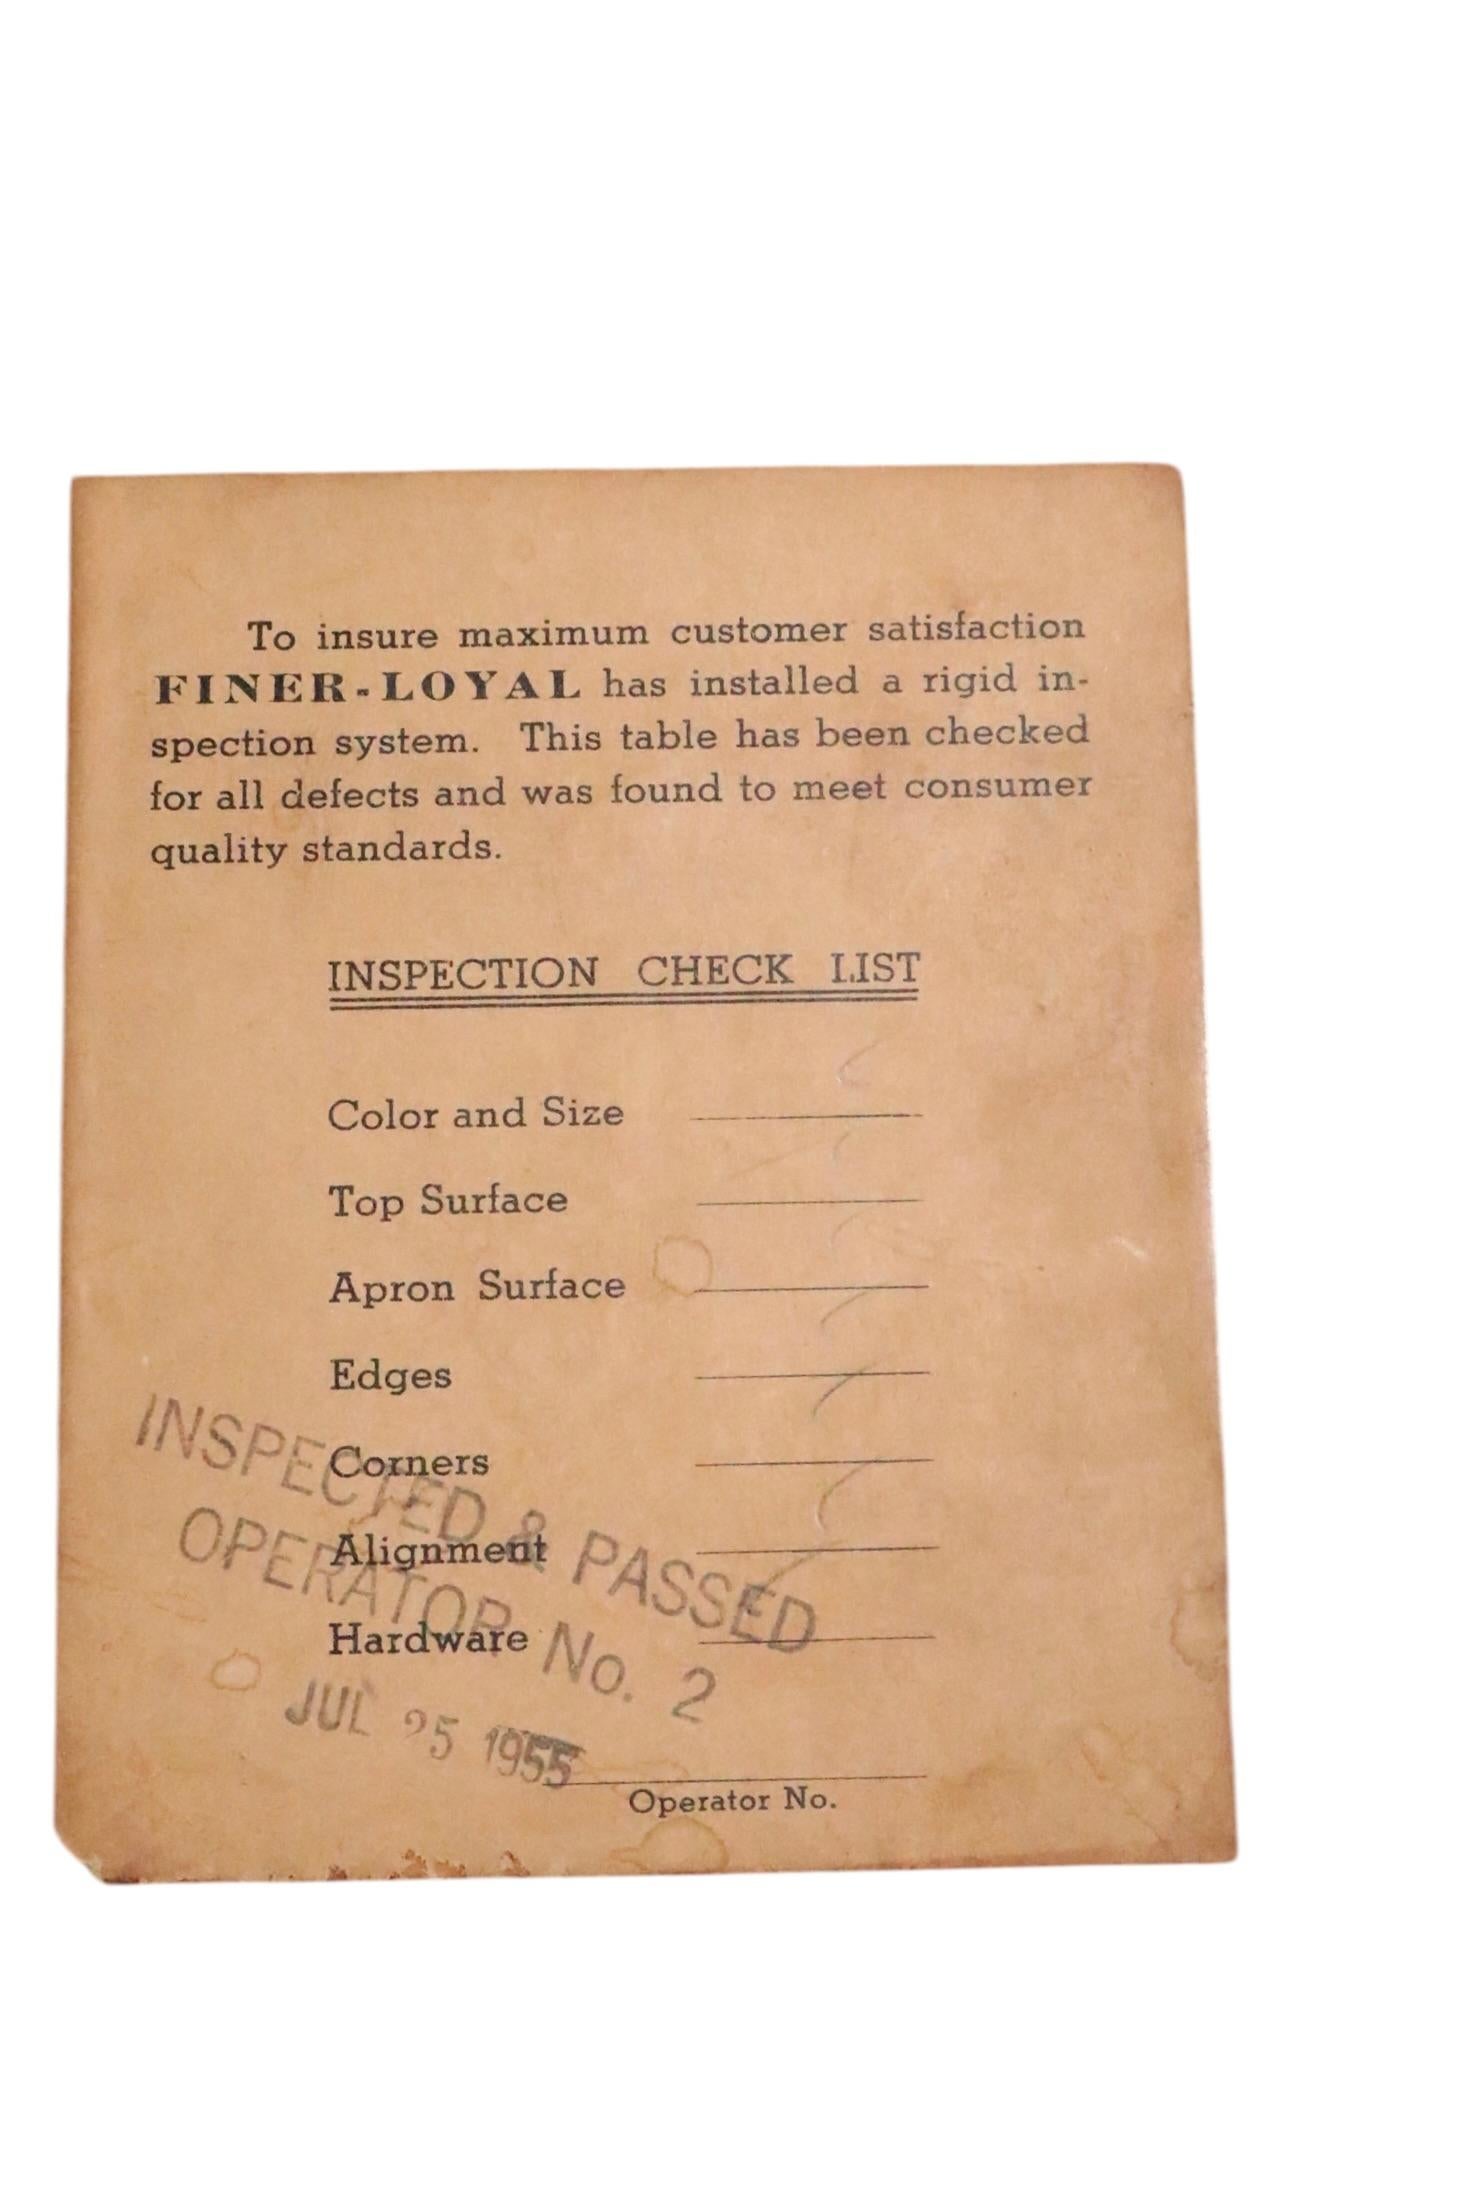 To insure maximum customer satisfaction
FINER-LOYAL has installed a rigid in-
spection system. This table has been checked
for all defects and was found to meet consumer
quality standards.
INSPECTION CHECK LIST
Color and Size
Top Surface
Apron Surface
Edges
Corners
Alignment
Hardware
INSPECTED & PASSED
OPERATOR No. 2
JUL 25 1955
Operator No.